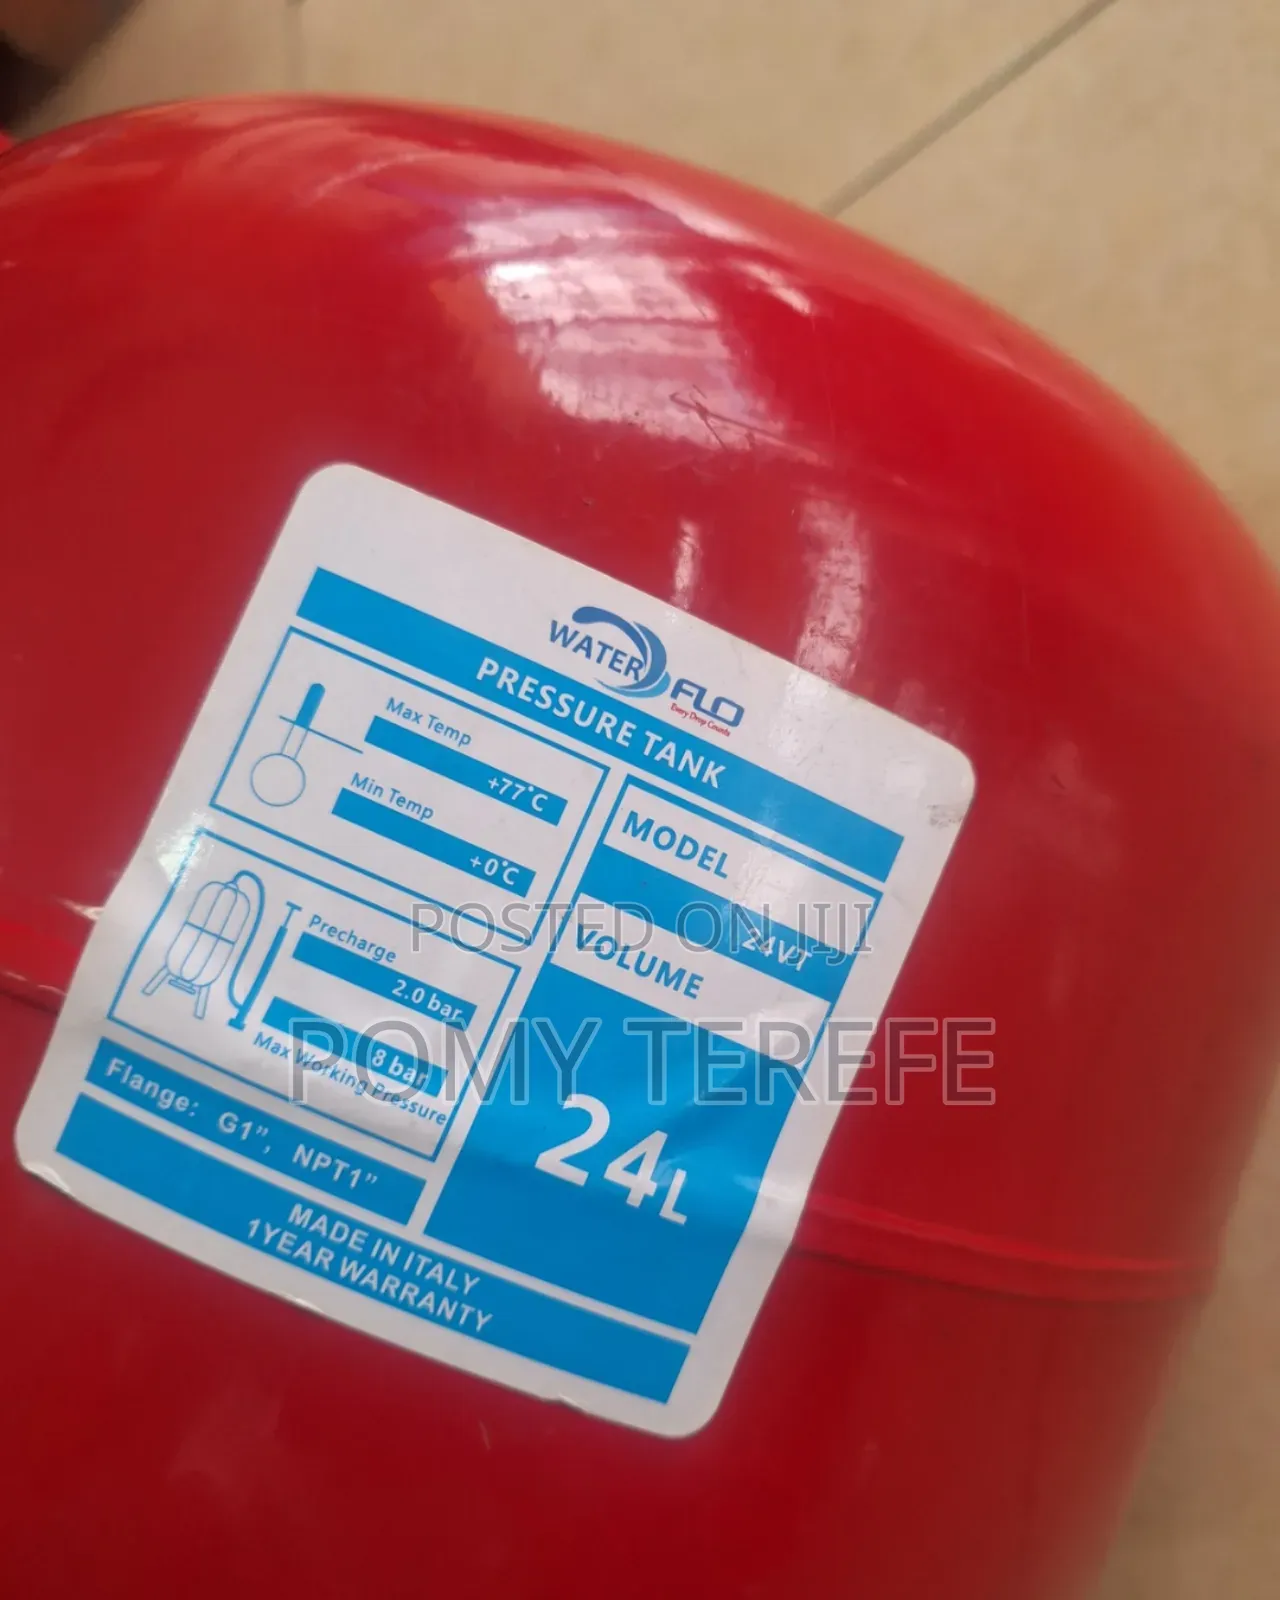 WATER FLO
Every Drop Counts
PRESSURE TANK
Max Temp
+77°C
Min Temp
+0°C
Precharge
2.0 bar
8 bar
Max Working Pressure
MODEL
24VT
VOLUME
24L
Flange: G1", NPT1"
MADE IN ITALY
1YEAR WARRANTY
POSTED ON JIJI
POMY TEREFE